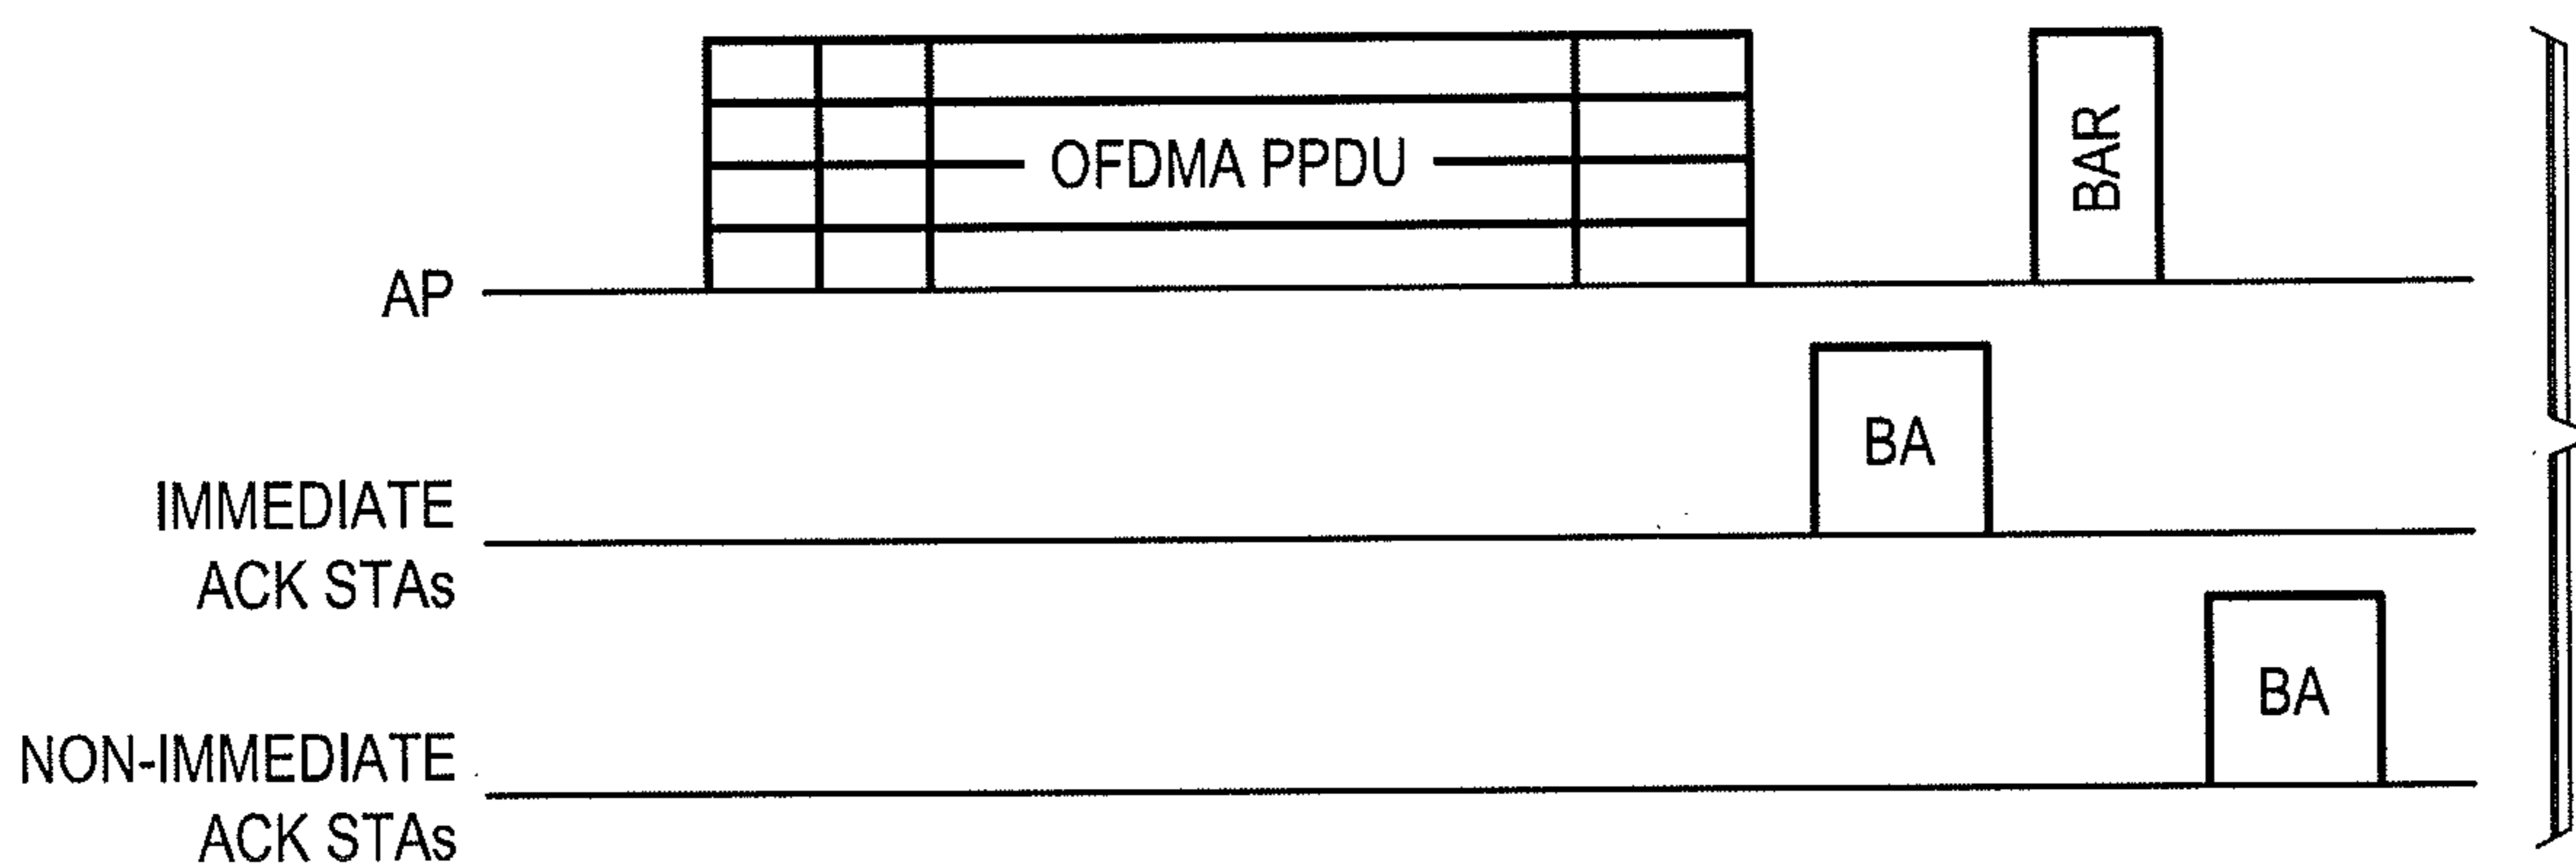 OFDMA PPDU
BAR
AP
BA
IMMEDIATE
ACK STAs
BA
NON-IMMEDIATE
ACK STAs